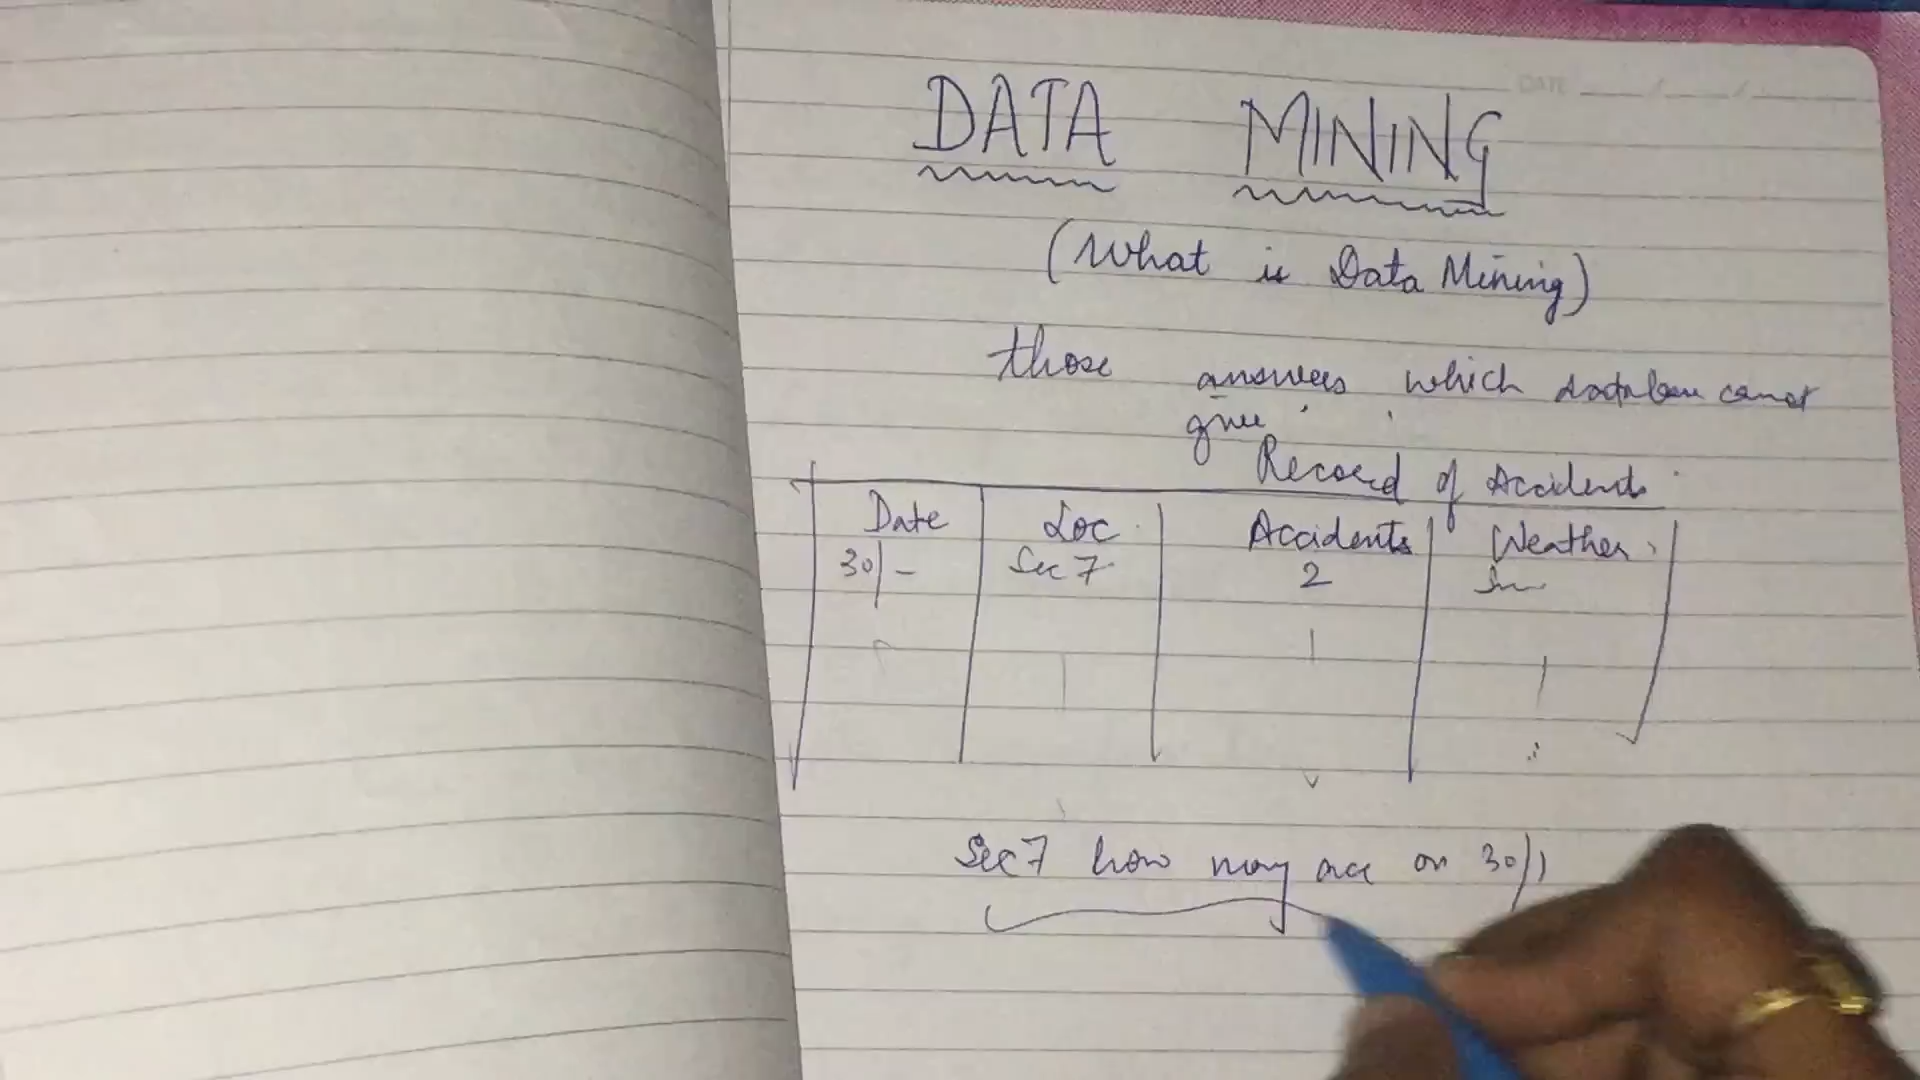 DATE
DATA MINING
(What is Data Mining)
those answers which database cannot
give
Record of Accidents
Date Loc Accidents Weather
30/- Sec 7 2
Sec 7 how many acc on 30/1